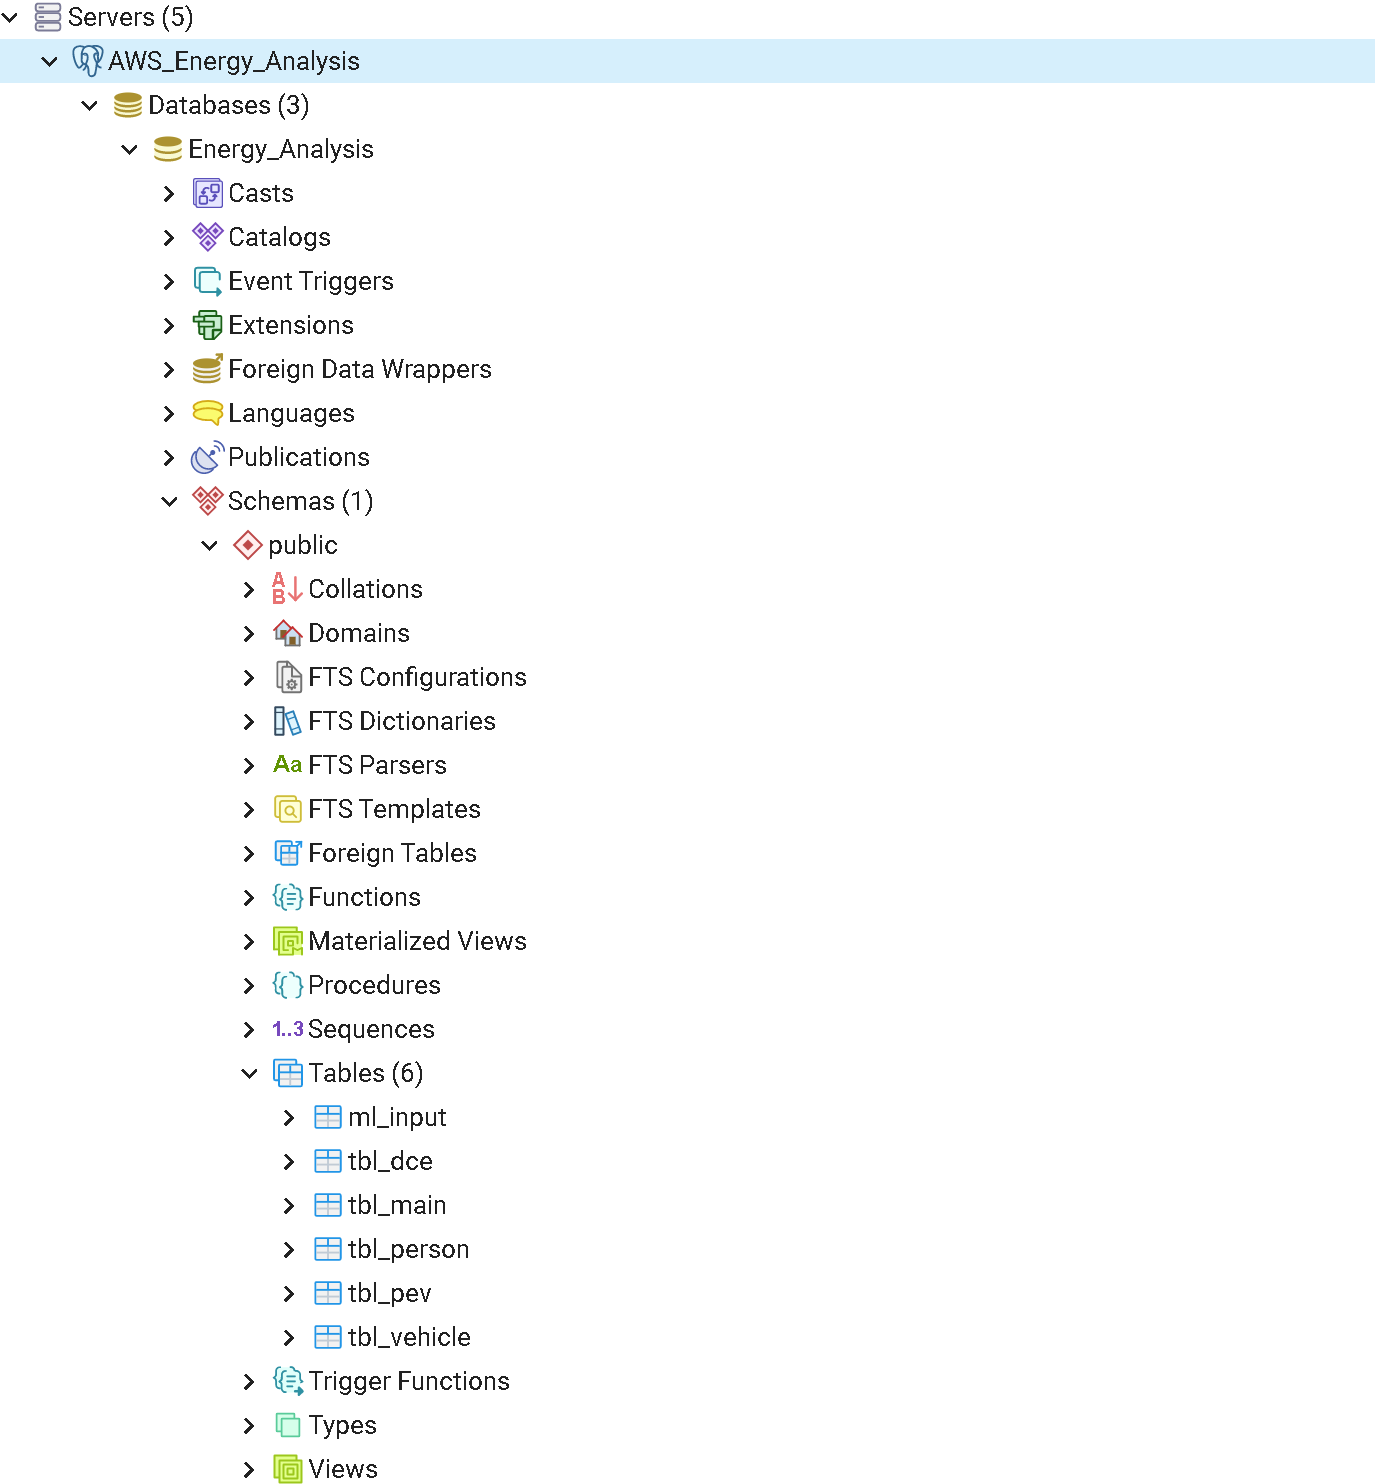 Servers (5)
AWS_Energy_Analysis
Databases (3)
Energy_Analysis
Casts
Catalogs
Event Triggers
Extensions
Foreign Data Wrappers
Languages
Publications
Schemas (1)
public
A B Collations
Domains
FTS Configurations
FTS Dictionaries
Aa FTS Parsers
FTS Templates
Foreign Tables
Functions
Materialized Views
Procedures
1..3 Sequences
Tables (6)
ml_input
tbl_dce
tbl_main
tbl_person
tbl_pev
tbl_vehicle
Trigger Functions
Types
Views